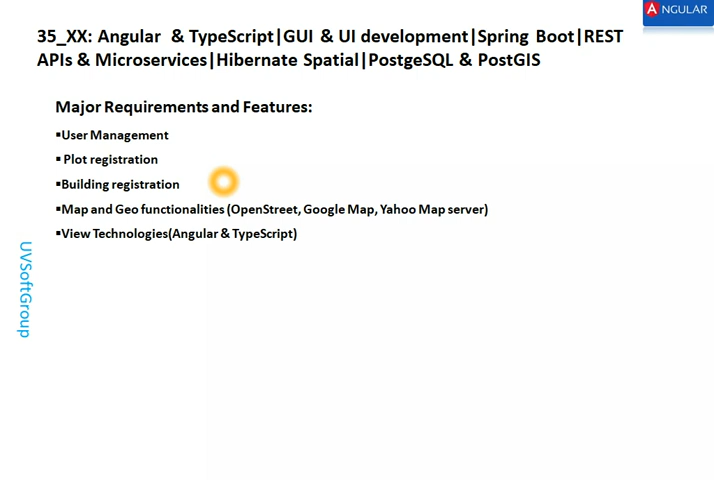 ANGULAR
35_XX: Angular & TypeScript|GUI & UI development|Spring Boot|REST
APIs & Microservices|Hibernate Spatial|PostgeSQL & PostGIS
Major Requirements and Features:
▪User Management
▪ Plot registration
▪Building registration
▪Map and Geo functionalities (OpenStreet, Google Map, Yahoo Map server)
▪View Technologies(Angular & TypeScript)
UVSoftGroup